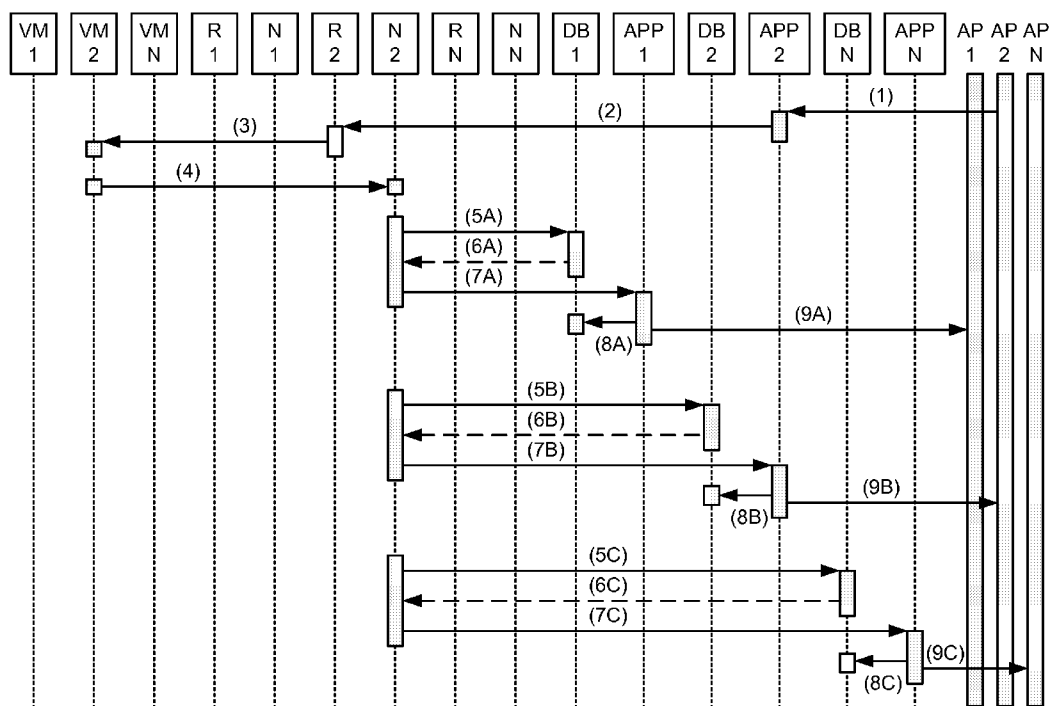 VM 1
VM 2
VM N
R 1
N 1
R 2
N 2
R N
N N
DB 1
APP 1
DB 2
APP 2
DB N
APP N
AP 1
AP 2
AP N
(1)
(2)
(3)
(4)
(5A)
(6A)
(7A)
(9A)
(8A)
(5B)
(6B)
(7B)
(9B)
(8B)
(5C)
(6C)
(7C)
(9C)
(8C)